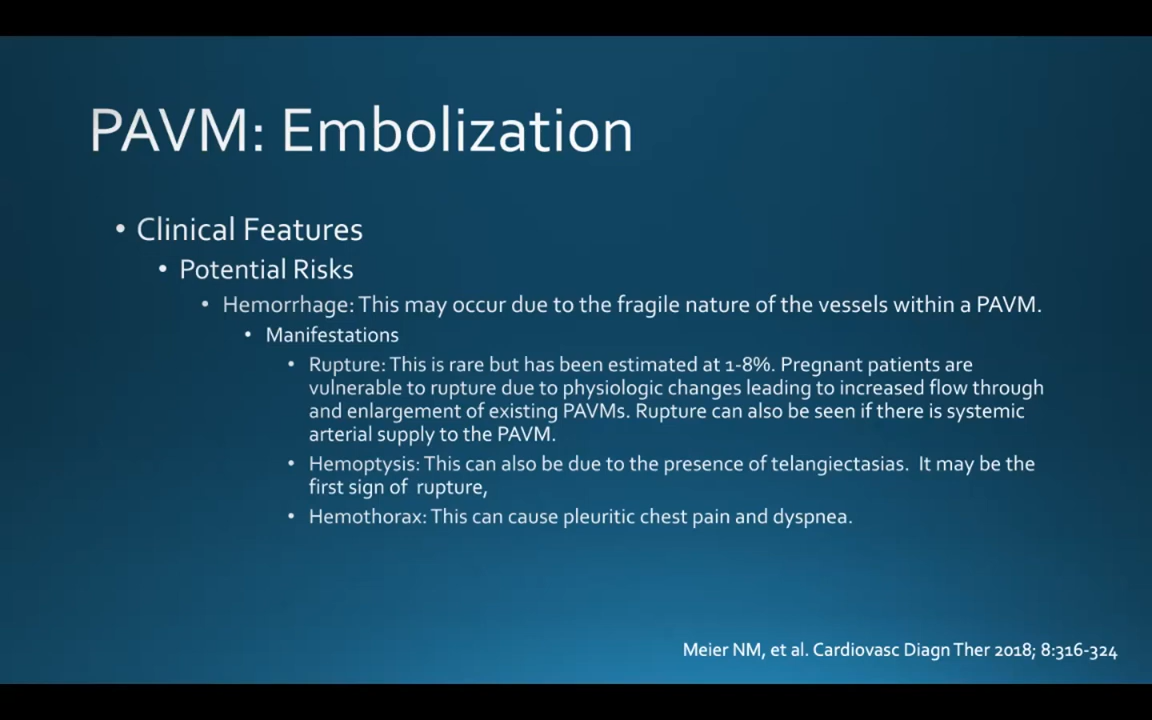 PAVM: Embolization
• Clinical Features
• Potential Risks
• Hemorrhage: This may occur due to the fragile nature of the vessels within a PAVM.
• Manifestations
• Rupture: This is rare but has been estimated at 1-8%. Pregnant patients are
vulnerable to rupture due to physiologic changes leading to increased flow through
and enlargement of existing PAVMs. Rupture can also be seen if there is systemic
arterial supply to the PAVM.
• Hemoptysis: This can also be due to the presence of telangiectasias.  It may be the
first sign of  rupture,
• Hemothorax: This can cause pleuritic chest pain and dyspnea.
Meier NM, et al. Cardiovasc Diagn Ther 2018; 8:316-324